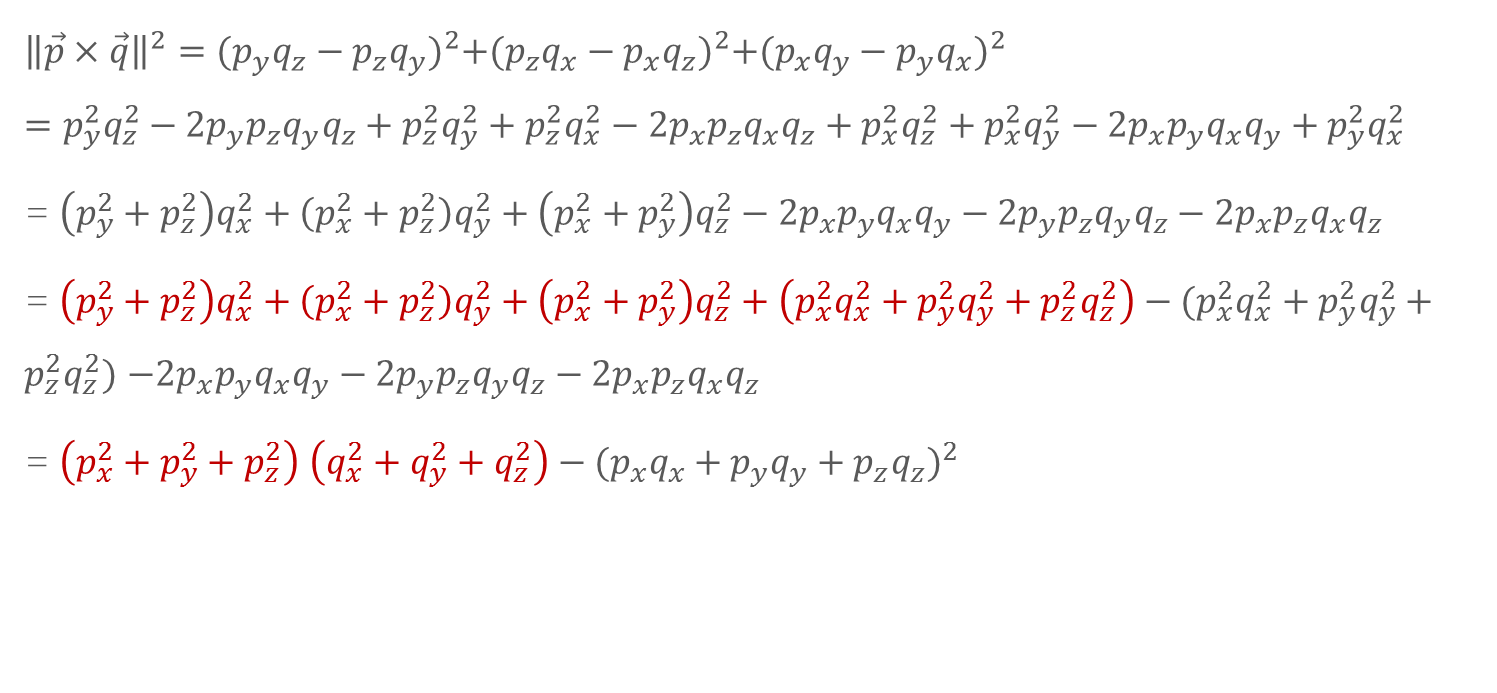 ‖p⃗ × q⃗‖² = (p_y q_z − p_z q_y)²+(p_z q_x − p_x q_z)²+(p_x q_y − p_y q_x)²
= p_y² q_z² − 2p_y p_z q_y q_z + p_z² q_y² + p_z² q_x² − 2p_x p_z q_x q_z + p_x² q_z² + p_x² q_y² − 2p_x p_y q_x q_y + p_y² q_x²
= (p_y² + p_z²)q_x² + (p_x² + p_z²)q_y² + (p_x² + p_y²)q_z² − 2p_x p_y q_x q_y − 2p_y p_z q_y q_z − 2p_x p_z q_x q_z
= (p_y² + p_z²)q_x² + (p_x² + p_z²)q_y² + (p_x² + p_y²)q_z² + (p_x² q_x² + p_y² q_y² + p_z² q_z²) − (p_x² q_x² + p_y² q_y² +
p_z² q_z²) −2p_x p_y q_x q_y − 2p_y p_z q_y q_z − 2p_x p_z q_x q_z
= (p_x² + p_y² + p_z²) (q_x² + q_y² + q_z²) − (p_x q_x + p_y q_y + p_z q_z)²